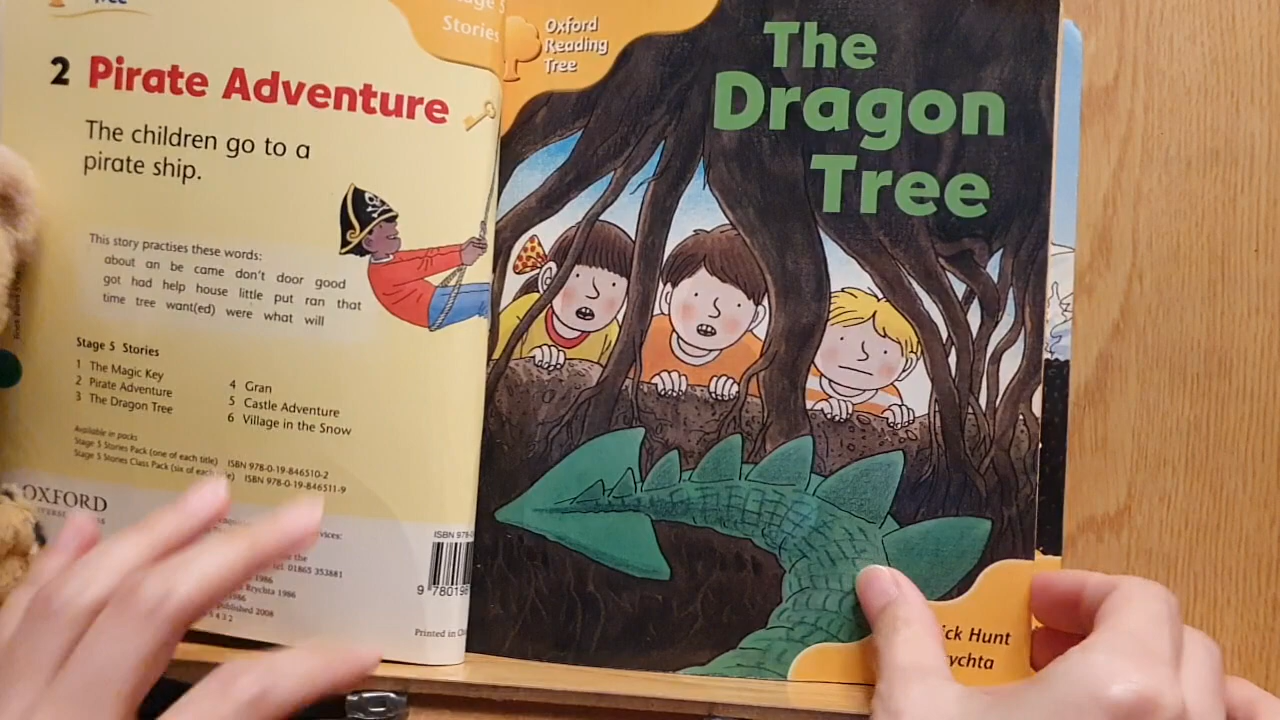 Tree
2 Pirate Adventure
The children go to a
pirate ship.
This story practises these words:
about an be came don't door good
got had help house little put ran that
time tree want(ed) were what will
Stage 5 Stories
1 The Magic Key
2 Pirate Adventure
3 The Dragon Tree
4 Gran
5 Castle Adventure
6 Village in the Snow
Available in packs
Stage 5 Stories Pack (one of each title) ISBN 978-0-19-846510-2
Stage 5 Stories Class Pack (six of each title) ISBN 978-0-19-846511-9
OXFORD
01865 353881
1986
Brychta 1986
1986
published 2008
5 4 3 2
ISBN 978-0
9 780198
Printed in
Stories
Oxford
Reading
Tree
The
Dragon
Tree
ick Hunt
ychta